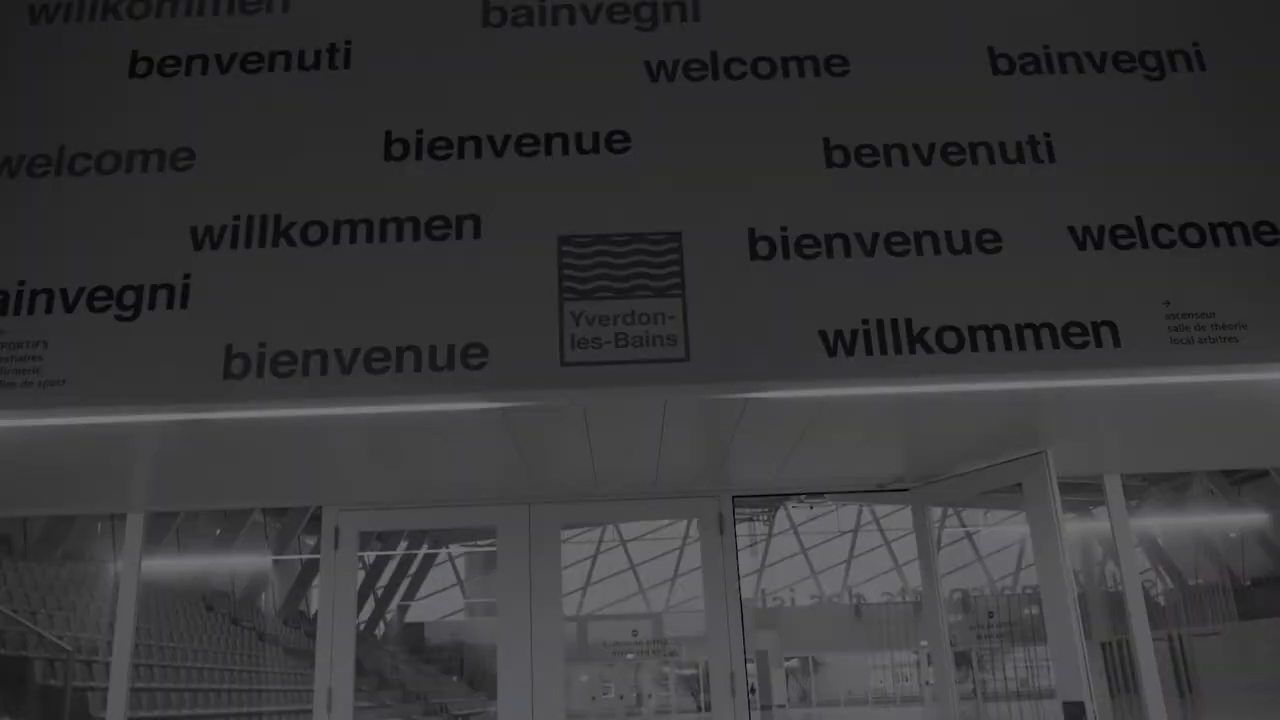 willkommen
bainvegni
benvenuti
welcome
bainvegni
welcome
bienvenue
benvenuti
willkommen
bienvenue
welcome
ainvegni
bienvenue
Yverdon-
les-Bains
willkommen
ascenseur
salle de théorie
local arbitres
PORTIFS